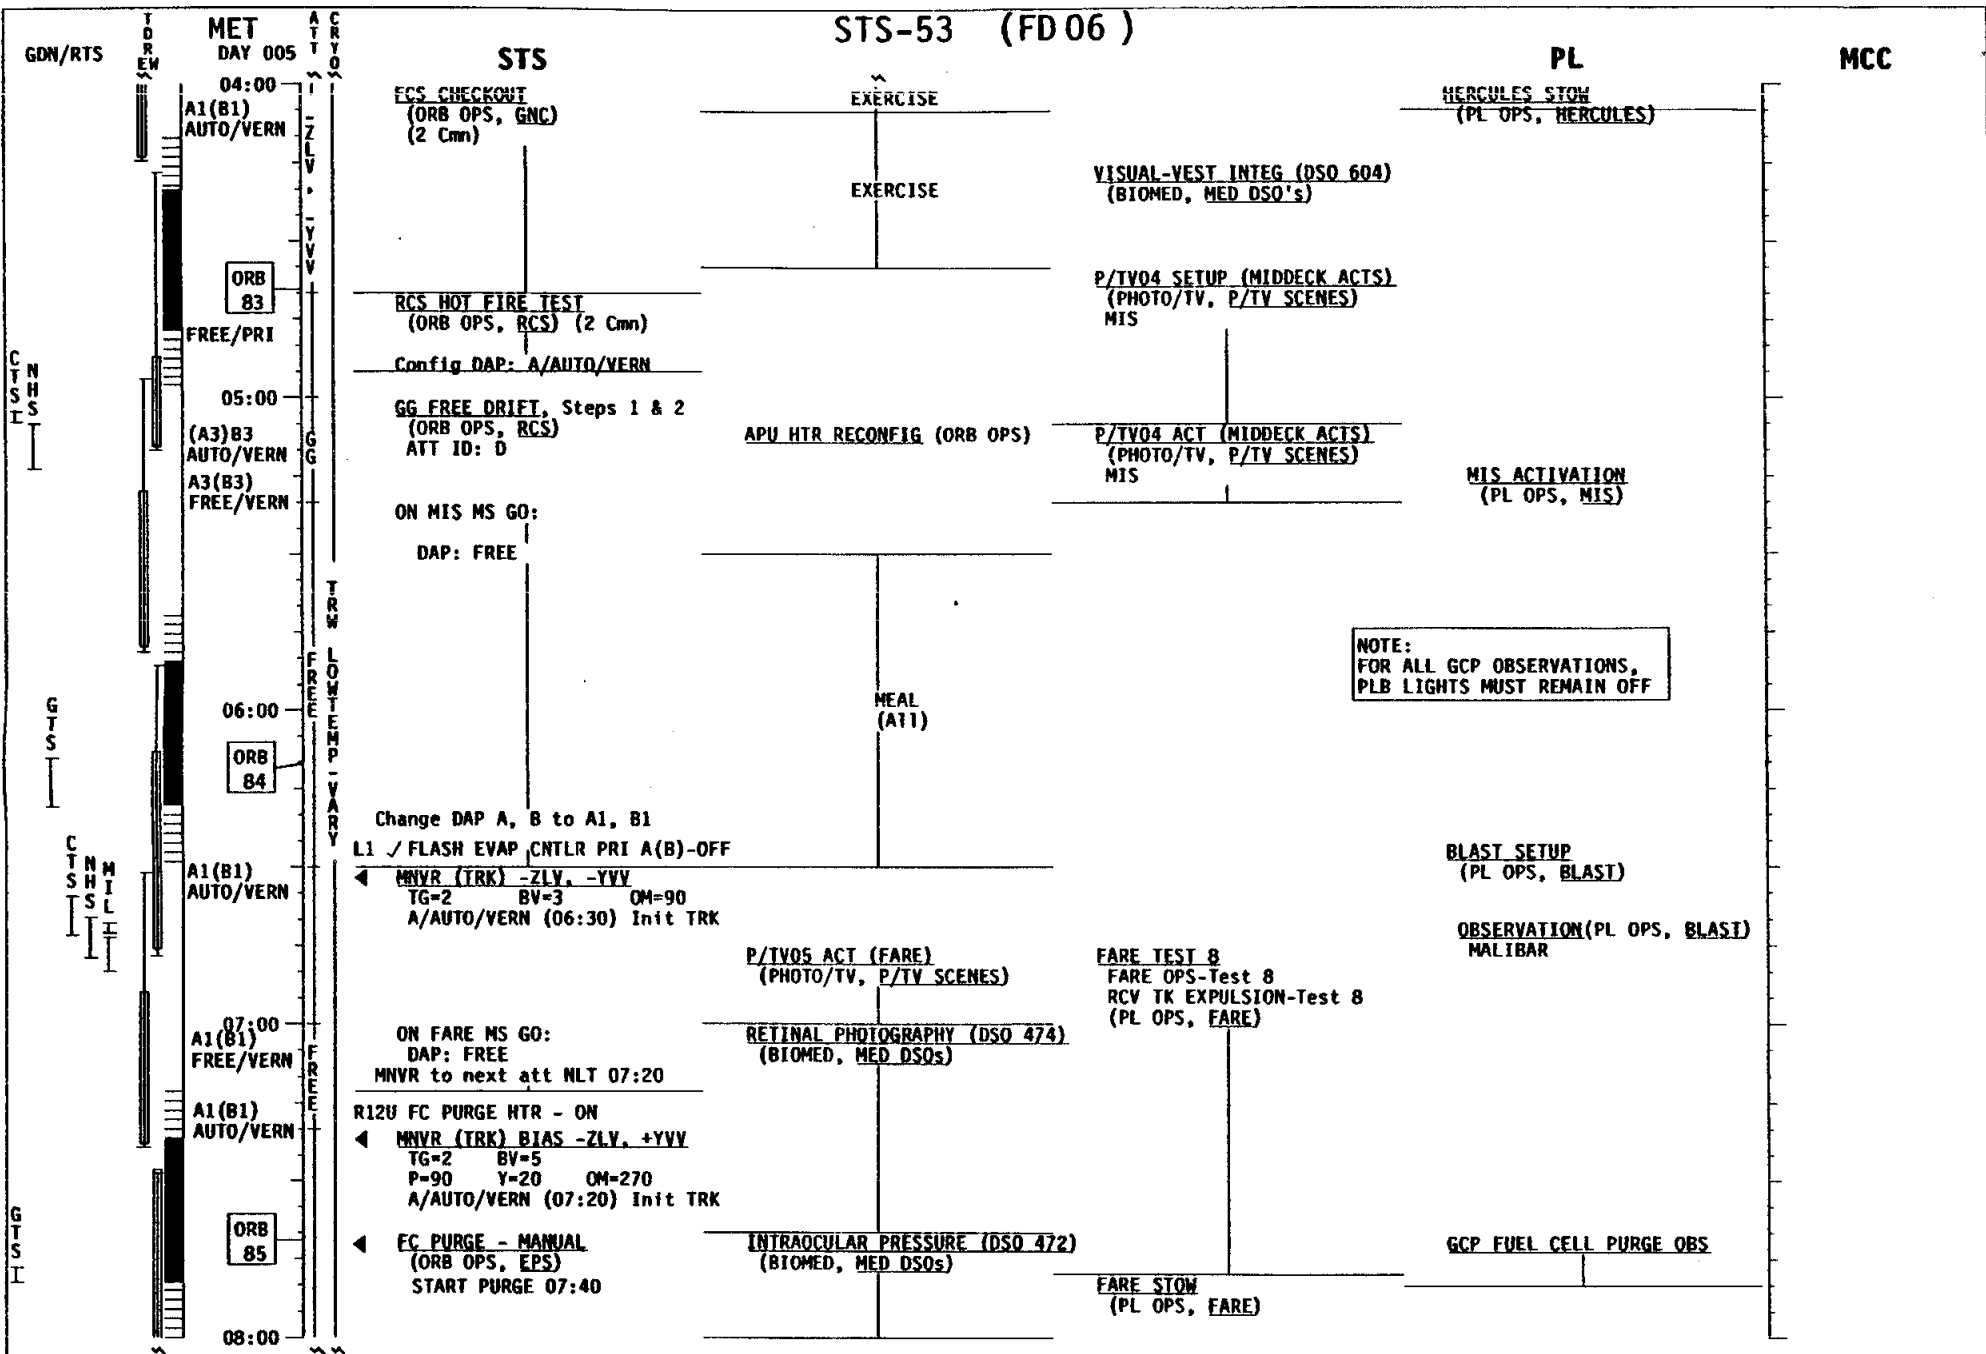 STS-53 (FD 06 )
GDN/RTS
TDRE W
MET
DAY 005
ATT
CRYO
STS
PL
MCC
04:00
A1(B1)
AUTO/VERN
-ZLV, -YVV
ORB
83
FREE/PRI
CTS
NHS
05:00
(A3)B3
AUTO/VERN
GG
A3(B3)
FREE/VERN
TRW LOWTEMP-VARY
FREE
GTS
06:00
ORB
84
CTS
NHS
MIL
A1(B1)
AUTO/VERN
07:00
A1(B1)
FREE/VERN
FREE
A1(B1)
AUTO/VERN
GTS
ORB
85
08:00
FCS CHECKOUT
(ORB OPS, GNC)
(2 Cmn)
RCS HOT FIRE TEST
(ORB OPS, RCS) (2 Cmn)
Config DAP: A/AUTO/VERN
GG FREE DRIFT, Steps 1 & 2
(ORB OPS, RCS)
ATT ID: D
ON MIS MS GO:
DAP: FREE
Change DAP A, B to A1, B1
L1 ✓FLASH EVAP CNTLR PRI A(B)-OFF
◀ MNVR (TRK) -ZLV, -YVV
TG=2 BV=3 OM=90
A/AUTO/VERN (06:30) Init TRK
ON FARE MS GO:
DAP: FREE
MNVR to next att NLT 07:20
R12U FC PURGE HTR - ON
◀ MNVR (TRK) BIAS -ZLV, +YVV
TG=2 BV=5
P=90 Y=20 OM=270
A/AUTO/VERN (07:20) Init TRK
◀ FC PURGE - MANUAL
(ORB OPS, EPS)
START PURGE 07:40
EXERCISE
EXERCISE
APU HTR RECONFIG (ORB OPS)
MEAL
(All)
P/TV05 ACT (FARE)
(PHOTO/TV, P/TV SCENES)
RETINAL PHOTOGRAPHY (DSO 474)
(BIOMED, MED DSOs)
INTRAOCULAR PRESSURE (DSO 472)
(BIOMED, MED DSOs)
VISUAL-VEST INTEG (DSO 604)
(BIOMED, MED DSO's)
P/TV04 SETUP (MIDDECK ACTS)
(PHOTO/TV, P/TV SCENES)
MIS
P/TV04 ACT (MIDDECK ACTS)
(PHOTO/TV, P/TV SCENES)
MIS
FARE TEST 8
FARE OPS-Test 8
RCV TK EXPULSION-Test 8
(PL OPS, FARE)
FARE STOW
(PL OPS, FARE)
HERCULES STOW
(PL OPS, HERCULES)
MIS ACTIVATION
(PL OPS, MIS)
NOTE:
FOR ALL GCP OBSERVATIONS,
PLB LIGHTS MUST REMAIN OFF
BLAST SETUP
(PL OPS, BLAST)
OBSERVATION(PL OPS, BLAST)
MALIBAR
GCP FUEL CELL PURGE OBS